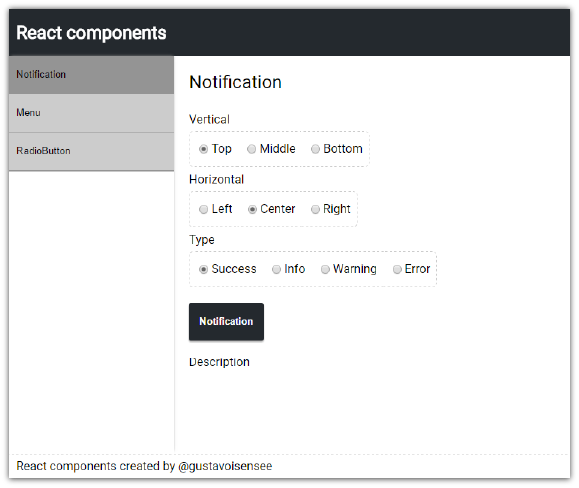 React components
Notification
Menu
RadioButton
Notification
Vertical
Top Middle Bottom
Horizontal
Left Center Right
Type
Success Info Warning Error
Notification
Description
React components created by @gustavoisensee